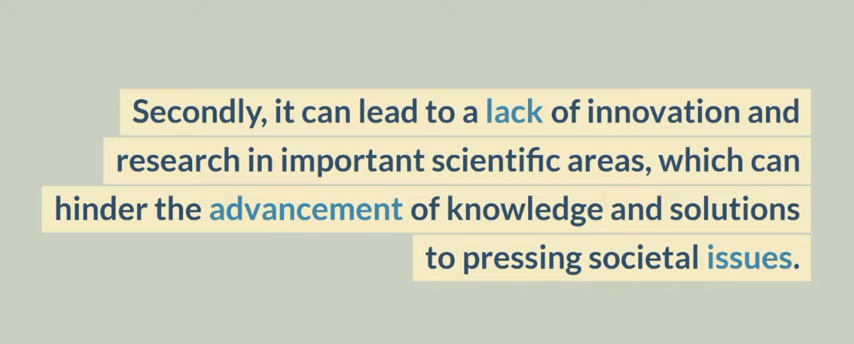 Secondly, it can lead to a lack of innovation and
research in important scientific areas, which can
hinder the advancement of knowledge and solutions
to pressing societal issues.